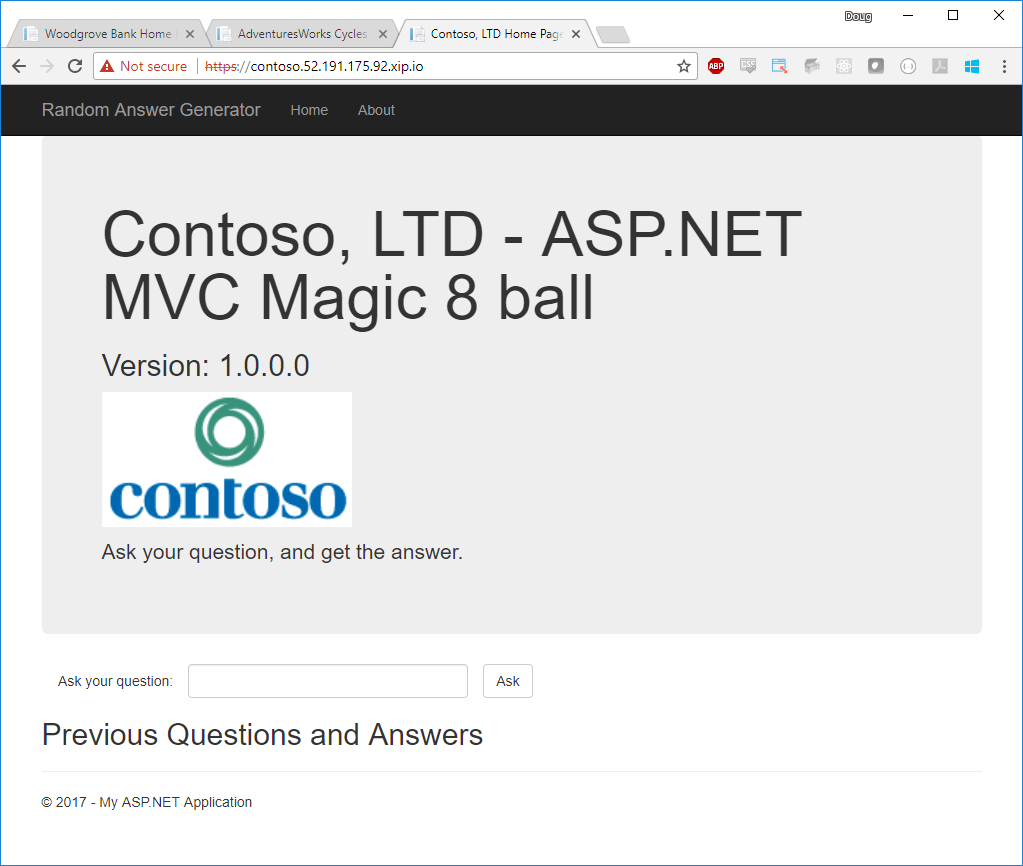 Doug
Woodgrove Bank Home
AdventuresWorks Cycles
Contoso, LTD Home Page
Not secure
https://contoso.52.191.175.92.xip.io
ABP
Random Answer Generator
Home
About
Contoso, LTD - ASP.NET
MVC Magic 8 ball
Version: 1.0.0.0
contoso
Ask your question, and get the answer.
Ask your question:
Ask
Previous Questions and Answers
© 2017 - My ASP.NET Application